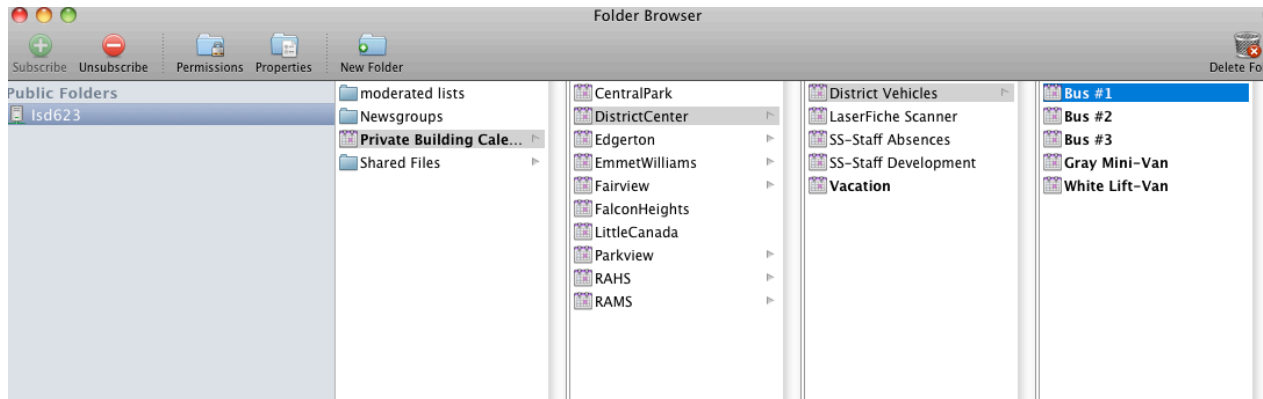 Folder Browser
Subscribe Unsubscribe Permissions Properties New Folder Delete Fo
Public Folders
Isd623
moderated lists
Newsgroups
Private Building Cale...
Shared Files
CentralPark
DistrictCenter
Edgerton
EmmetWilliams
Fairview
FalconHeights
LittleCanada
Parkview
RAHS
RAMS
District Vehicles
LaserFiche Scanner
SS-Staff Absences
SS-Staff Development
Vacation
Bus #1
Bus #2
Bus #3
Gray Mini-Van
White Lift-Van